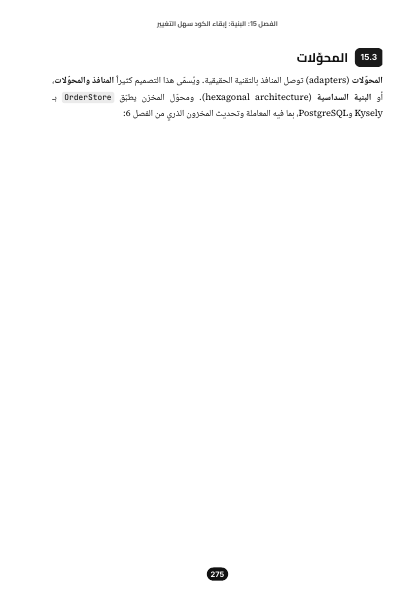 الفصل 15: البنية: إبقاء الكود سهل التغيير
15.3 المحوّلات
المحوّلات (adapters) توصل المنافذ بالتقنية الحقيقية. ويُسمّى هذا التصميم كثيراً المنافذ والمحوّلات،
أو البنية السداسية (hexagonal architecture). ومحوّل المخزن يطبّق OrderStore بـ
Kysely وPostgreSQL، بما فيه المعاملة وتحديث المخزون الذري من الفصل 6:
275